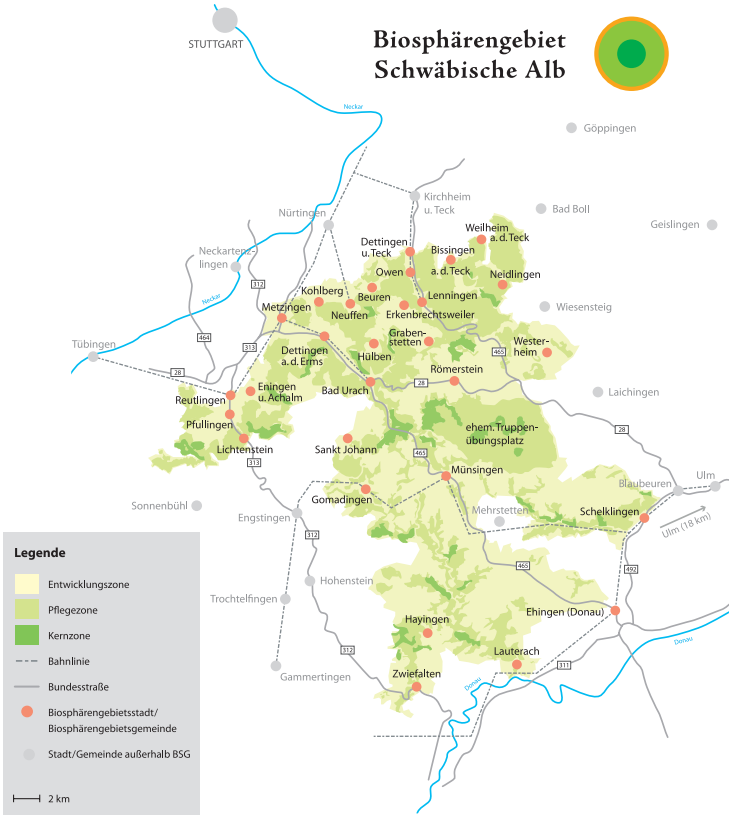 STUTTGART
Biosphärengebiet
Schwäbische Alb
Neckar
Göppingen
Kirchheim
u. Teck
Nürtingen
Bad Boll
Geislingen
Weilheim
a. d. Teck
Dettingen
u. Teck
Bissingen
a. d. Teck
Neckartenz-
lingen
Owen
Neidlingen
312
Neckar
Kohlberg
Beuren
Lenningen
Metzingen
Neuffen
Erkenbrechtsweiler
Wiesensteig
464
313
Tübingen
Graben-
stetten
Wester-
heim
465
Dettingen
a. d. Erms
Hülben
28
Römerstein
Eningen
u. Achalm
Bad Urach
28
Laichingen
Reutlingen
Pfullingen
ehem. Truppen-
übungsplatz
28
Lichtenstein
Sankt Johann
465
313
Münsingen
Ulm
Blaubeuren
Gomadingen
Sonnenbühl
Engstingen
Mehrstetten
Schelklingen
Ulm (18 km)
312
465
492
Hohenstein
Trochtelfingen
Ehingen (Donau)
Hayingen
Donau
312
Lauterach
311
Gammertingen
Zwiefalten
Donau
Legende
Entwicklungszone
Pflegezone
Kernzone
Bahnlinie
Bundesstraße
Biosphärengebietsstadt/
Biosphärengebietsgemeinde
Stadt/Gemeinde außerhalb BSG
2 km